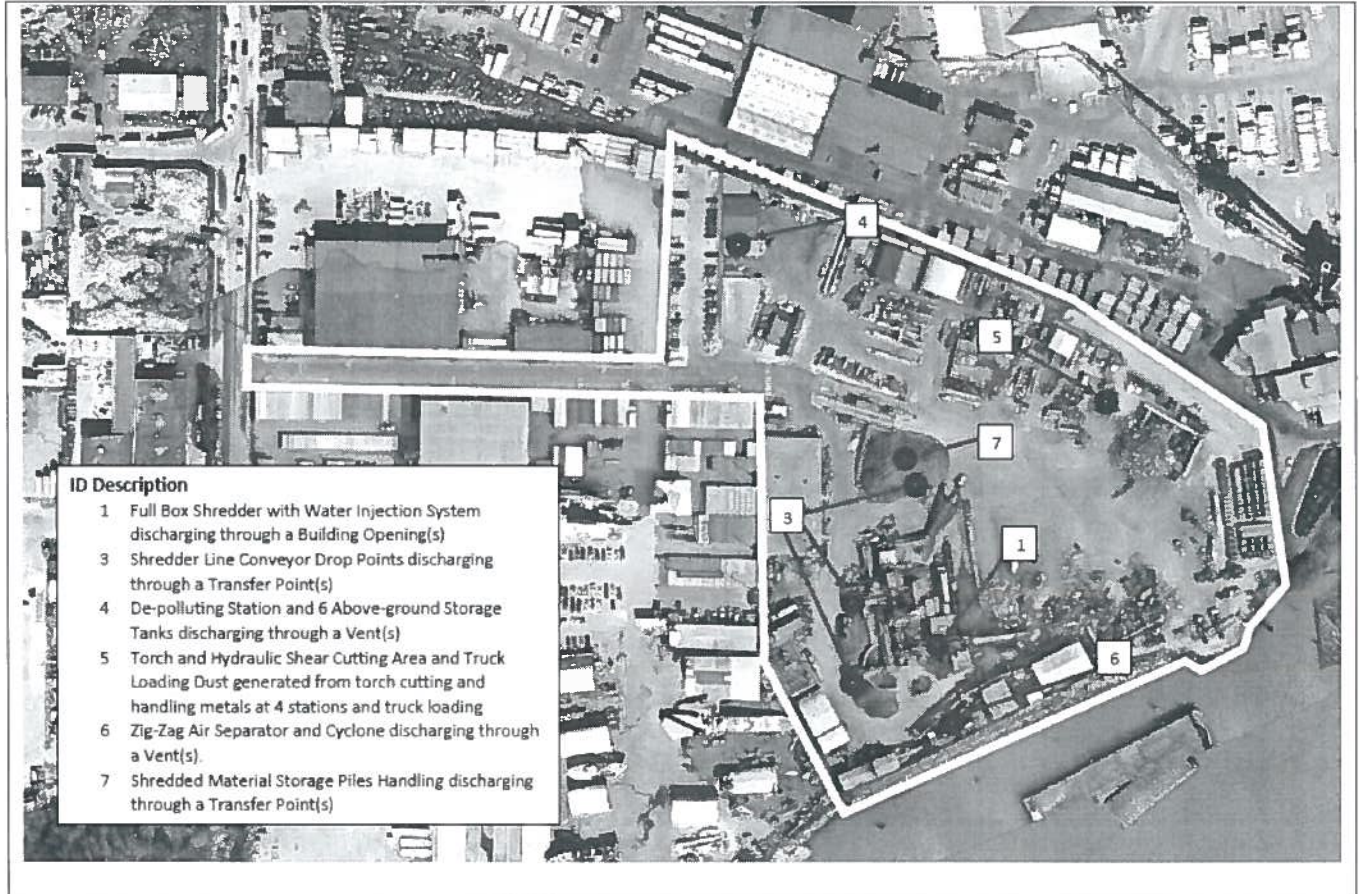 4
5
7
3
1
6
ID Description
1 Full Box Shredder with Water Injection System
discharging through a Building Opening(s)
3 Shredder Line Conveyor Drop Points discharging
through a Transfer Point(s)
4 De-polluting Station and 6 Above-ground Storage
Tanks discharging through a Vent(s)
5 Torch and Hydraulic Shear Cutting Area and Truck
Loading Dust generated from torch cutting and
handling metals at 4 stations and truck loading
6 Zig-Zag Air Separator and Cyclone discharging through
a Vent(s).
7 Shredded Material Storage Piles Handling discharging
through a Transfer Point(s)